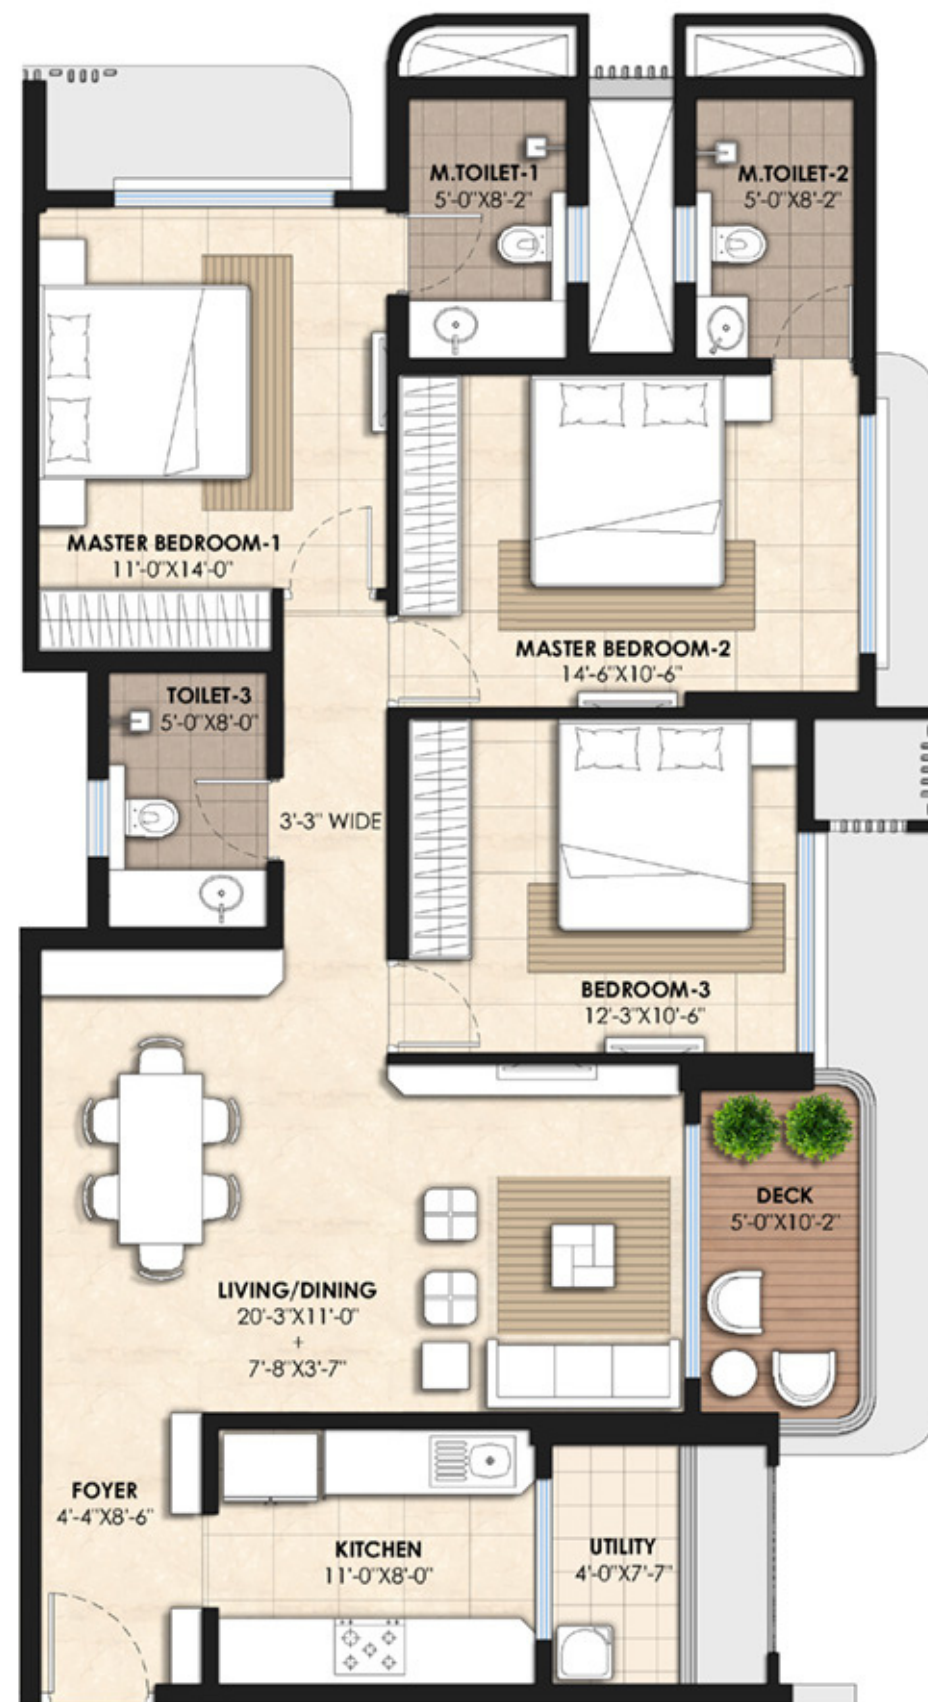 M.TOILET-1
5'-0"X8'-2"
M.TOILET-2
5'-0"X8'-2"
MASTER BEDROOM-1
11'-0"X14'-0"
MASTER BEDROOM-2
14'-6"X10'-6"
TOILET-3
5'-0"X8'-0"
3'-3" WIDE
BEDROOM-3
12'-3"X10'-6"
DECK
5'-0"X10'-2"
LIVING/DINING
20'-3"X11'-0"
+
7'-8"X3'-7"
FOYER
4'-4"X8'-6"
KITCHEN
11'-0"X8'-0"
UTILITY
4'-0"X7'-7"